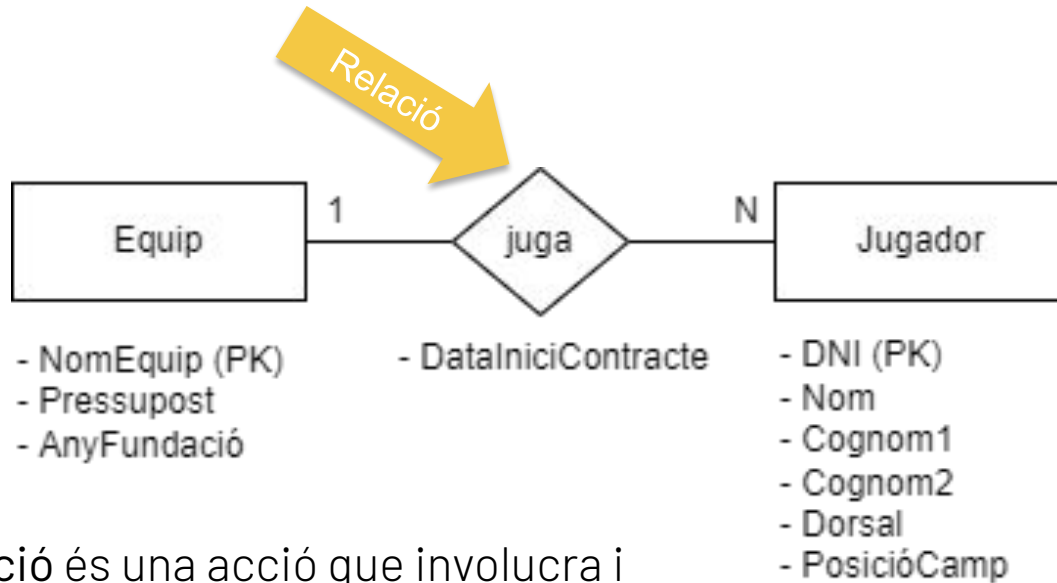 Relació
Equip
1
juga
N
Jugador
- NomEquip (PK)
- Pressupost
- AnyFundació
- DataIniciContracte
- DNI (PK)
- Nom
- Cognom1
- Cognom2
- Dorsal
- PosicióCamp
ció és una acció que involucra i